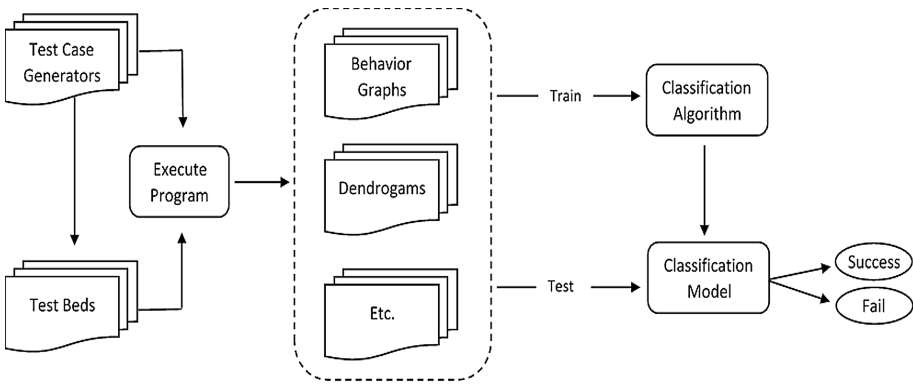 Test Case
Generators
Execute
Program
Test Beds
Behavior
Graphs
Dendrogams
Etc.
Train
Test
Classification
Algorithm
Classification
Model
Success
Fail